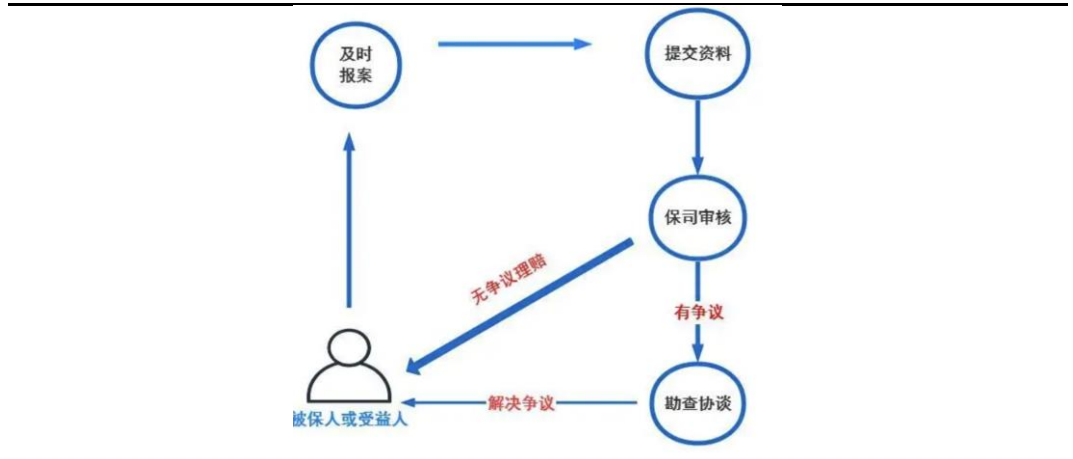 及时
报案
提交资料
保司审核
无争议理赔
有争议
被保人或受益人
解决争议
勘查协谈